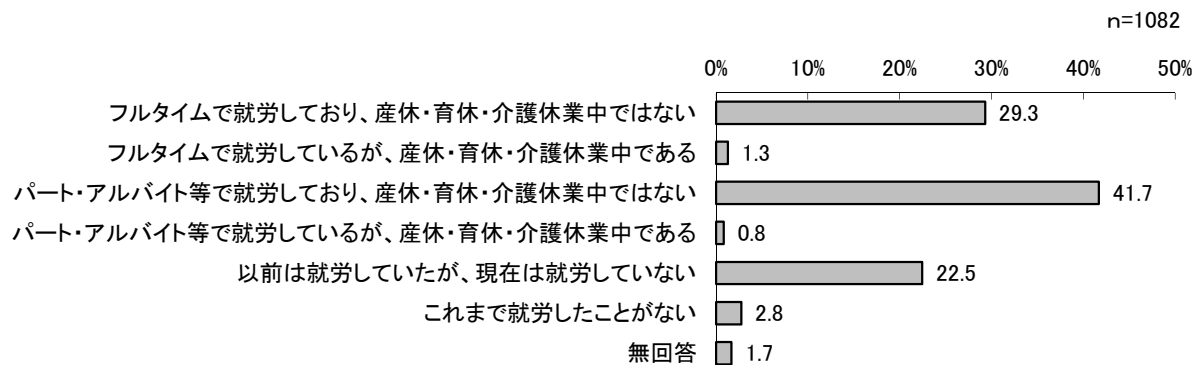 n=1082
0% 10% 20% 30% 40% 50%
フルタイムで就労しており、産休・育休・介護休業中ではない 29.3
フルタイムで就労しているが、産休・育休・介護休業中である 1.3
パート・アルバイト等で就労しており、産休・育休・介護休業中ではない 41.7
パート・アルバイト等で就労しているが、産休・育休・介護休業中である 0.8
以前は就労していたが、現在は就労していない 22.5
これまで就労したことがない 2.8
無回答 1.7